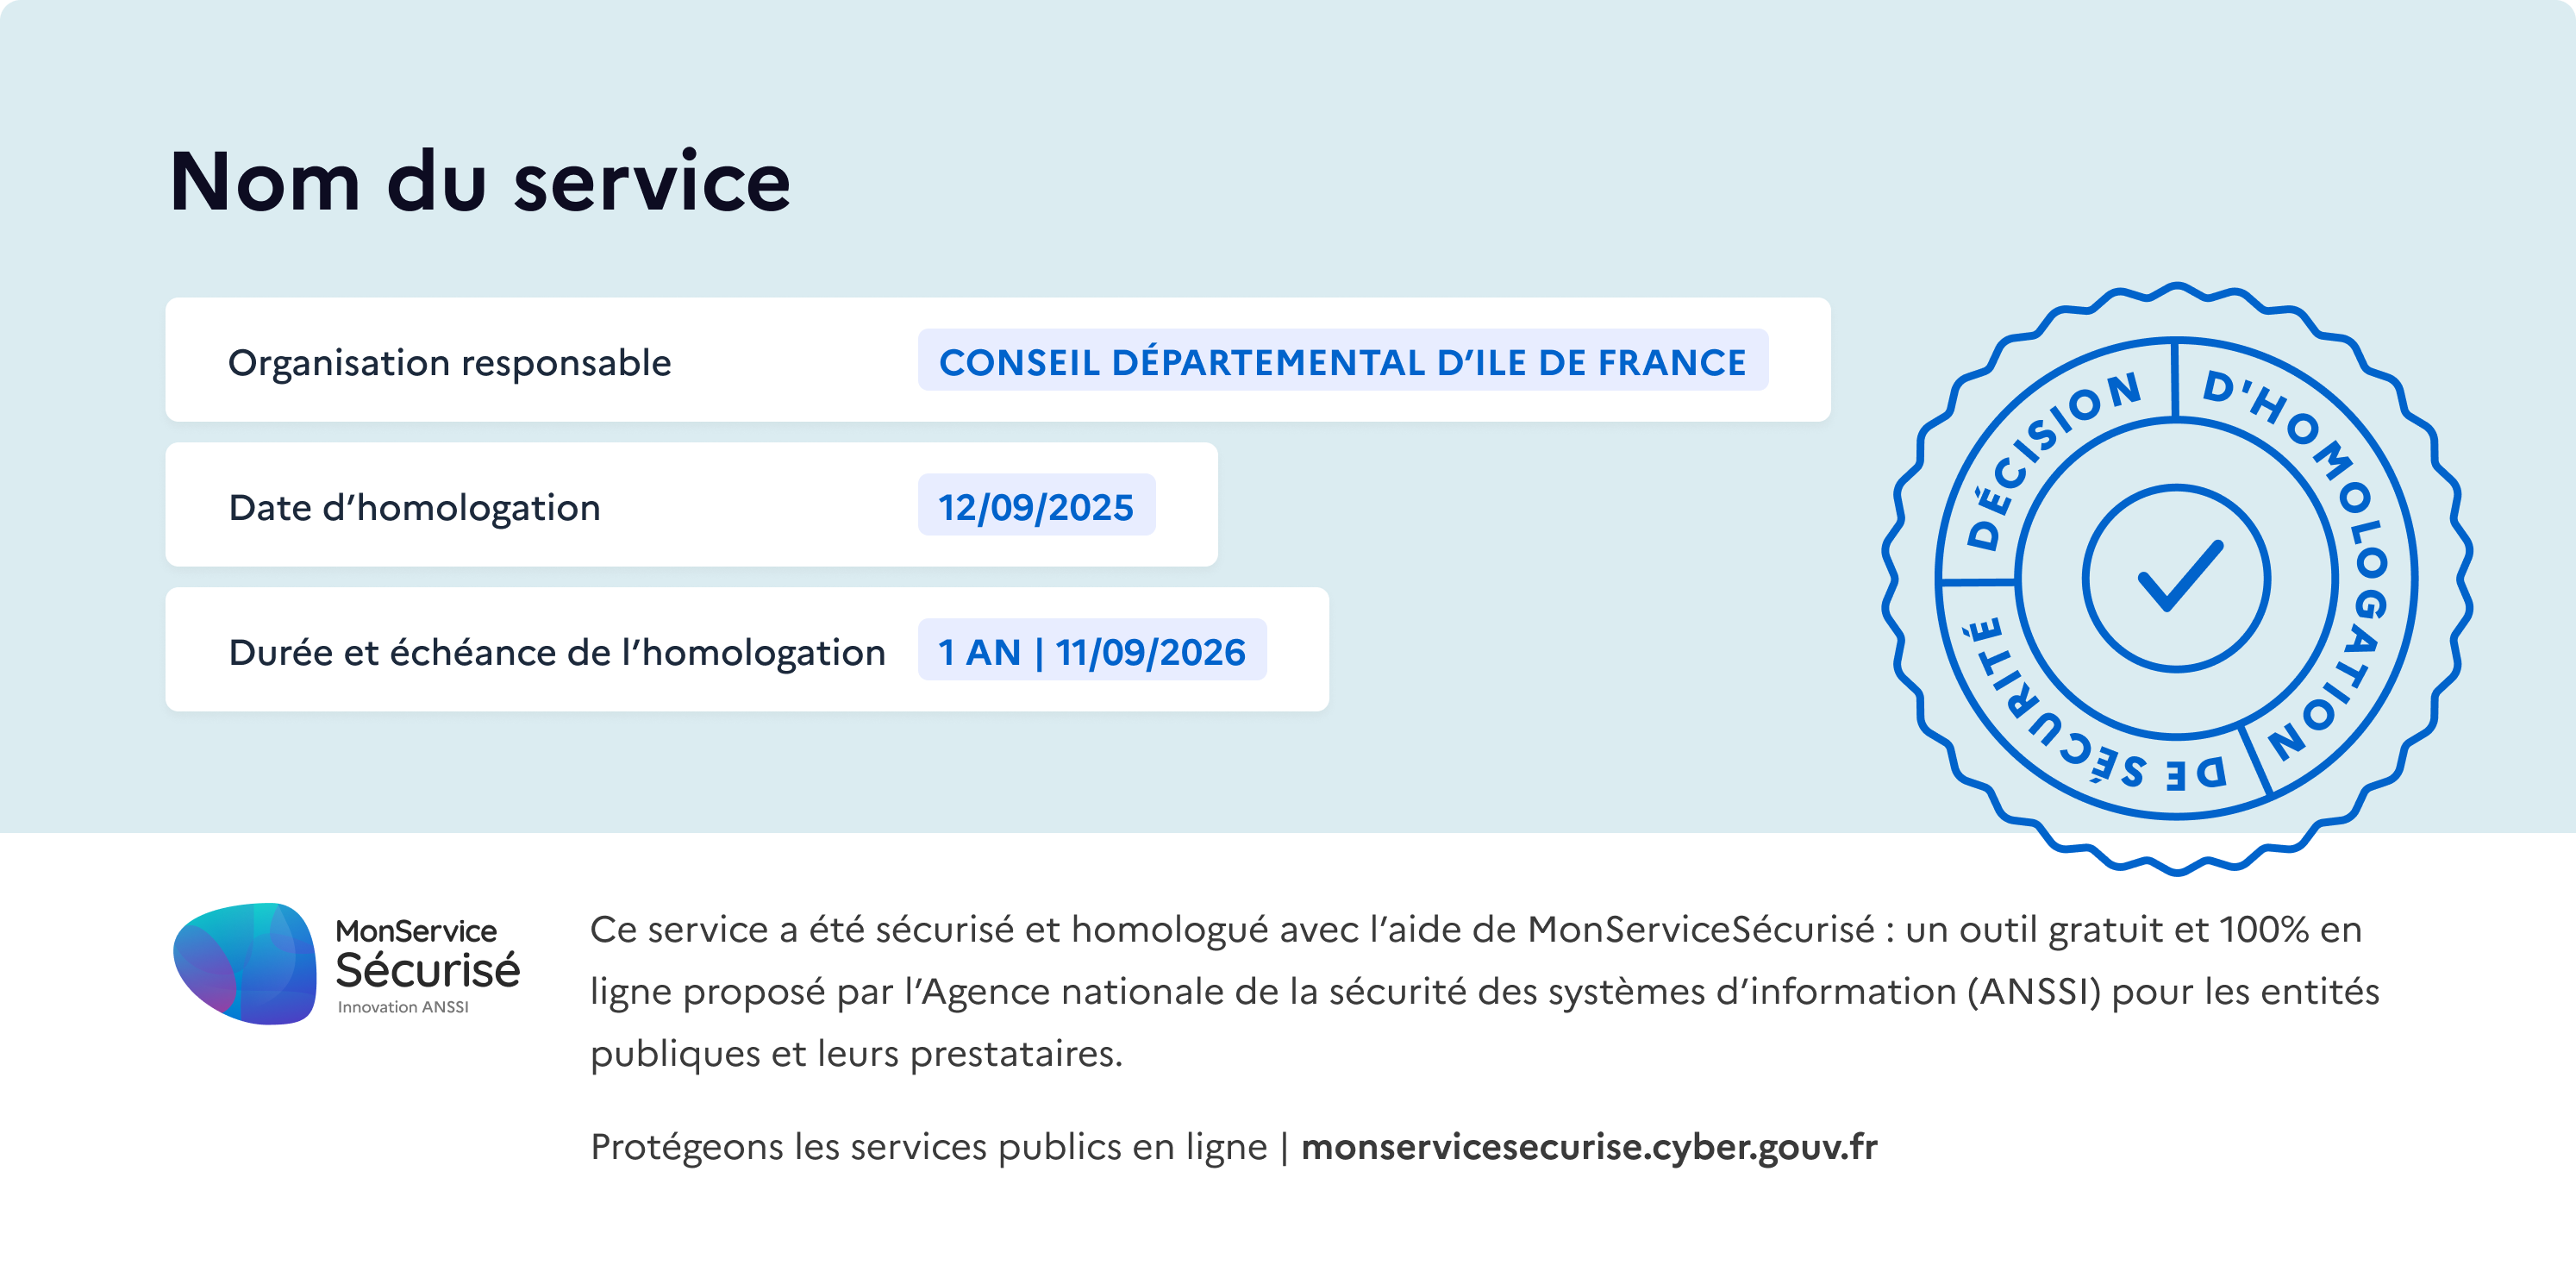 Nom du service
Organisation responsable CONSEIL DÉPARTEMENTAL D’ILE DE FRANCE
Date d’homologation 12/09/2025
Durée et échéance de l’homologation 1 AN | 11/09/2026
DÉCISION D'HOMOLOGATION DE SÉCURITÉ
MonService
Sécurisé
Innovation ANSSI
Ce service a été sécurisé et homologué avec l’aide de MonServiceSécurisé : un outil gratuit et 100% en
ligne proposé par l’Agence nationale de la sécurité des systèmes d’information (ANSSI) pour les entités
publiques et leurs prestataires.
Protégeons les services publics en ligne | monservicesecurise.cyber.gouv.fr